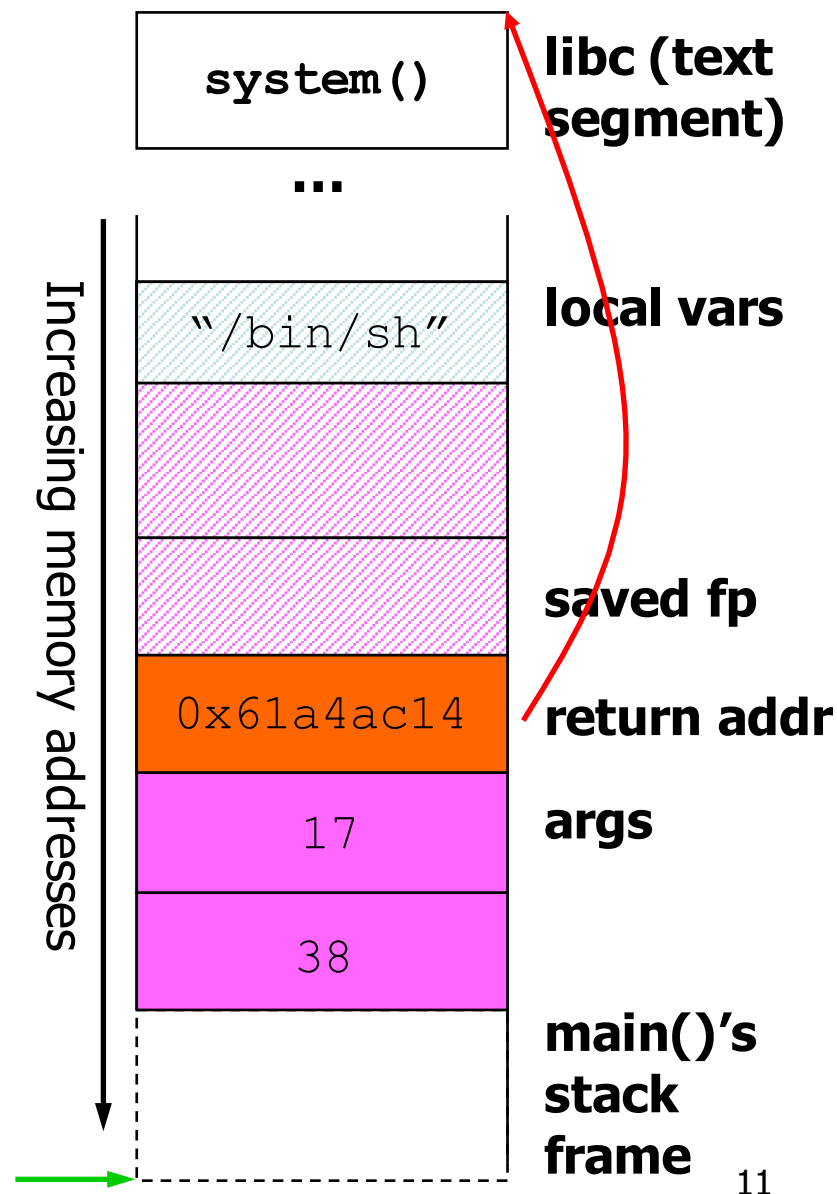 system()
libc (text
segment)
...
Increasing memory addresses
“/bin/sh”
local vars
saved fp
0x61a4ac14
return addr
17
args
38
main()’s
stack
frame
11